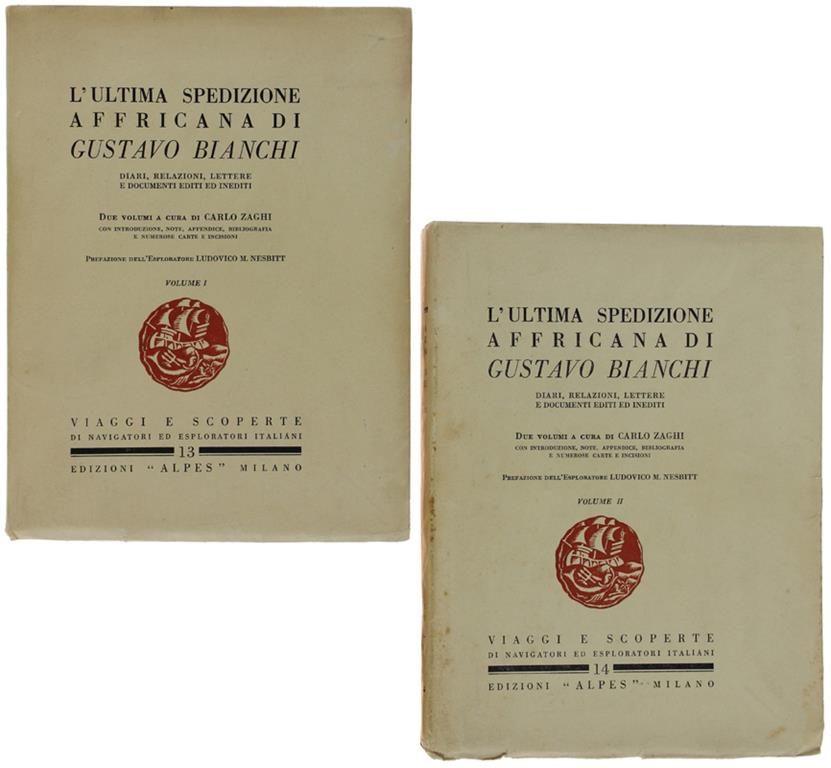 L'ULTIMA SPEDIZIONE
AFFRICANA DI
GUSTAVO BIANCHI
DIARI, RELAZIONI, LETTERE
E DOCUMENTI EDITI ED INEDITI
DUE VOLUMI A CURA DI CARLO ZAGHI
CON INTRODUZIONE, NOTE, APPENDICE, BIBLIOGRAFIA
E NUMEROSE CARTE E INCISIONI
PREFAZIONE DELL'ESPLORATORE LUDOVICO M. NESBITT
VOLUME I
VIAGGI E SCOPERTE
DI NAVIGATORI ED ESPLORATORI ITALIANI
13
EDIZIONI "ALPES" MILANO
L'ULTIMA SPEDIZIONE
AFFRICANA DI
GUSTAVO BIANCHI
DIARI, RELAZIONI, LETTERE
E DOCUMENTI EDITI ED INEDITI
DUE VOLUMI A CURA DI CARLO ZAGHI
CON INTRODUZIONE, NOTE, APPENDICE, BIBLIOGRAFIA
E NUMEROSE CARTE E INCISIONI
PREFAZIONE DELL'ESPLORATORE LUDOVICO M. NESBITT
VOLUME II
VIAGGI E SCOPERTE
DI NAVIGATORI ED ESPLORATORI ITALIANI
14
EDIZIONI "ALPES" MILANO